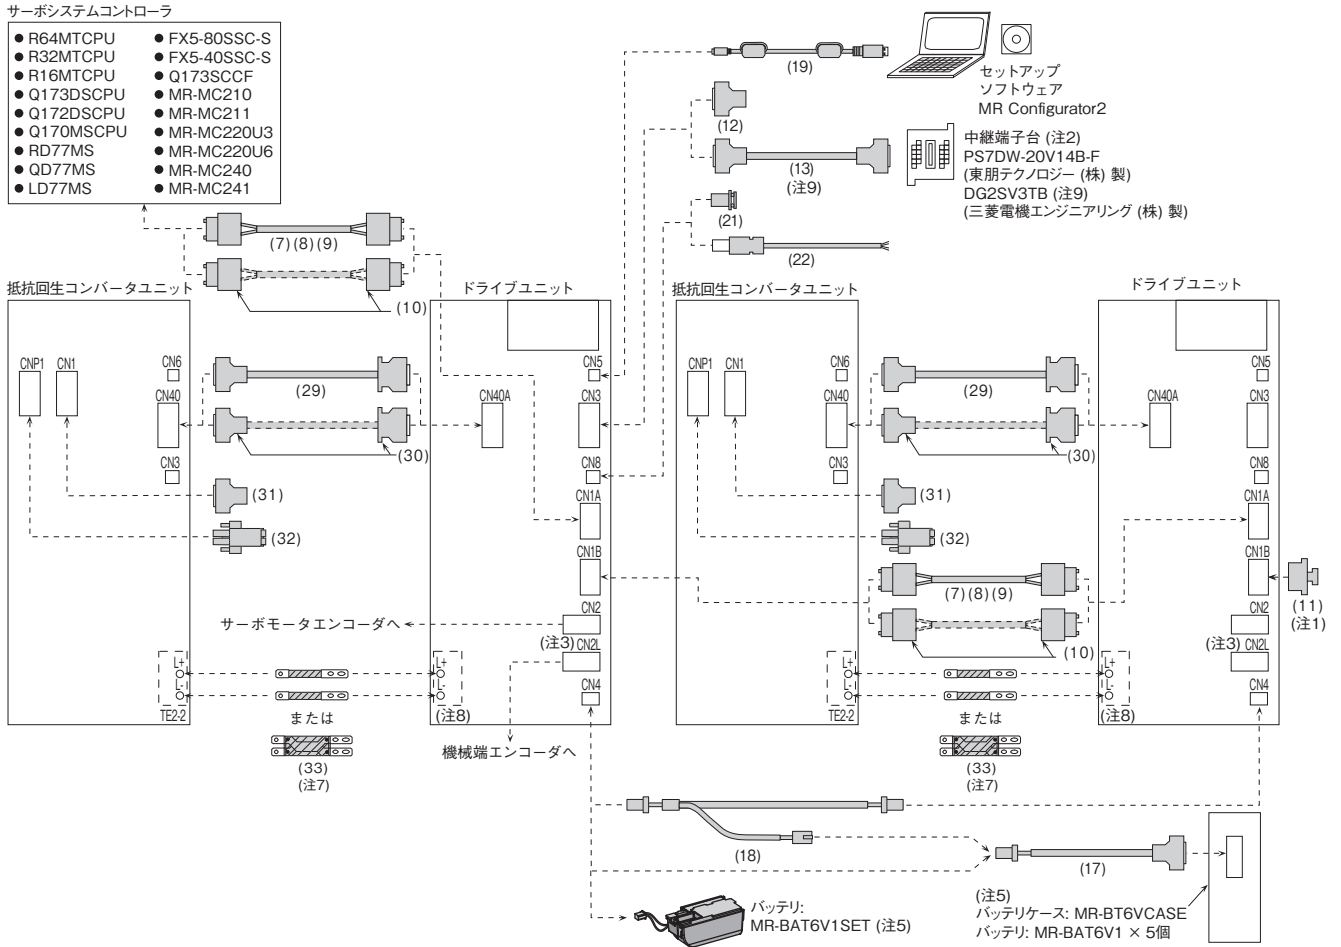 サーボシステムコントローラ
● R64MTCPU
● R32MTCPU
● R16MTCPU
● Q173DSCPU
● Q172DSCPU
● Q170MSCPU
● RD77MS
● QD77MS
● LD77MS
● FX5-80SSC-S
● FX5-40SSC-S
● Q173SCCF
● MR-MC210
● MR-MC211
● MR-MC220U3
● MR-MC220U6
● MR-MC240
● MR-MC241
(19)
セットアップ
ソフトウェア
MR Configurator2
(12)
(13)
(注9)
中継端子台 (注2)
PS7DW-20V14B-F
(東朋テクノロジー (株) 製)
DG2SV3TB (注9)
(三菱電機エンジニアリング (株) 製)
(21)
(22)
(7) (8) (9)
(10)
抵抗回生コンバータユニット
CNP1
CN1
CN6
CN40
CN3
(29)
(30)
(31)
(32)
ドライブユニット
CN40A
CN5
CN3
CN8
CN1A
CN1B
CN2
(注3)
CN2L
CN4
サーボモータエンコーダへ
L+
L-
TE2-2
または
(33)
(注7)
L+
L-
(注8)
機械端エンコーダへ
抵抗回生コンバータユニット
CNP1
CN1
CN6
CN40
CN3
(29)
(30)
(31)
(32)
(7) (8) (9)
(10)
ドライブユニット
CN40A
CN5
CN3
CN8
CN1A
CN1B
CN2
(注3)
CN2L
CN4
(11)
(注1)
L+
L-
TE2-2
または
(33)
(注7)
L+
L-
(注8)
(18)
(17)
バッテリ:
MR-BAT6V1SET (注5)
(注5)
バッテリケース: MR-BT6VCASE
バッテリ: MR-BAT6V1 × 5個